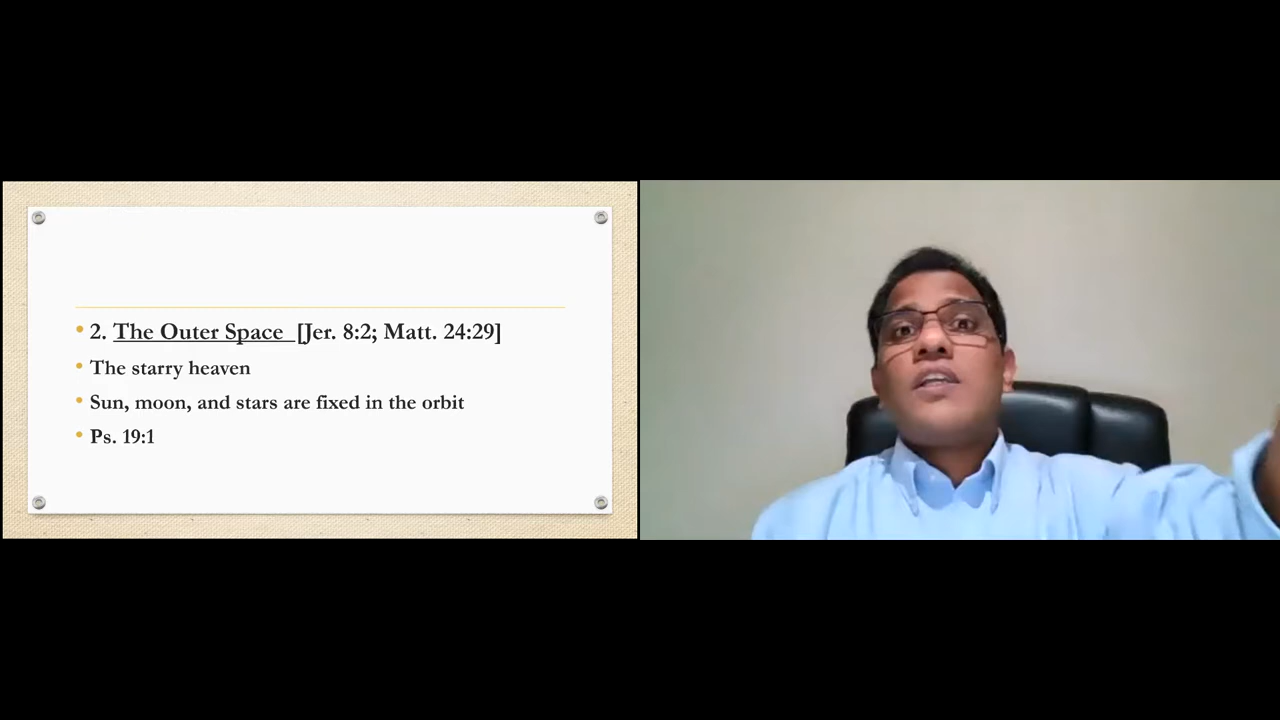 2. The Outer Space [Jer. 8:2; Matt. 24:29]
The starry heaven
Sun, moon, and stars are fixed in the orbit
Ps. 19:1